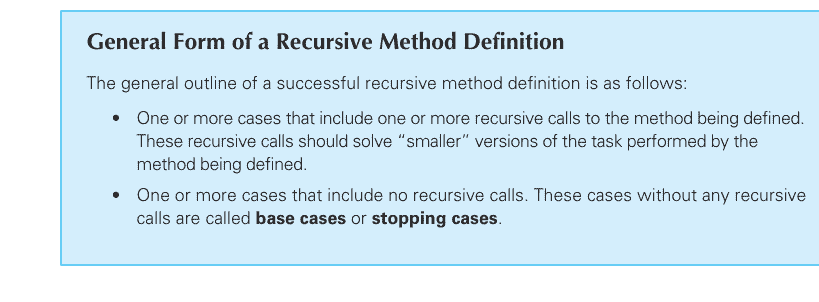 General Form of a Recursive Method Definition
The general outline of a successful recursive method definition is as follows:
• One or more cases that include one or more recursive calls to the method being defined.
These recursive calls should solve “smaller” versions of the task performed by the
method being defined.
• One or more cases that include no recursive calls. These cases without any recursive
calls are called base cases or stopping cases.